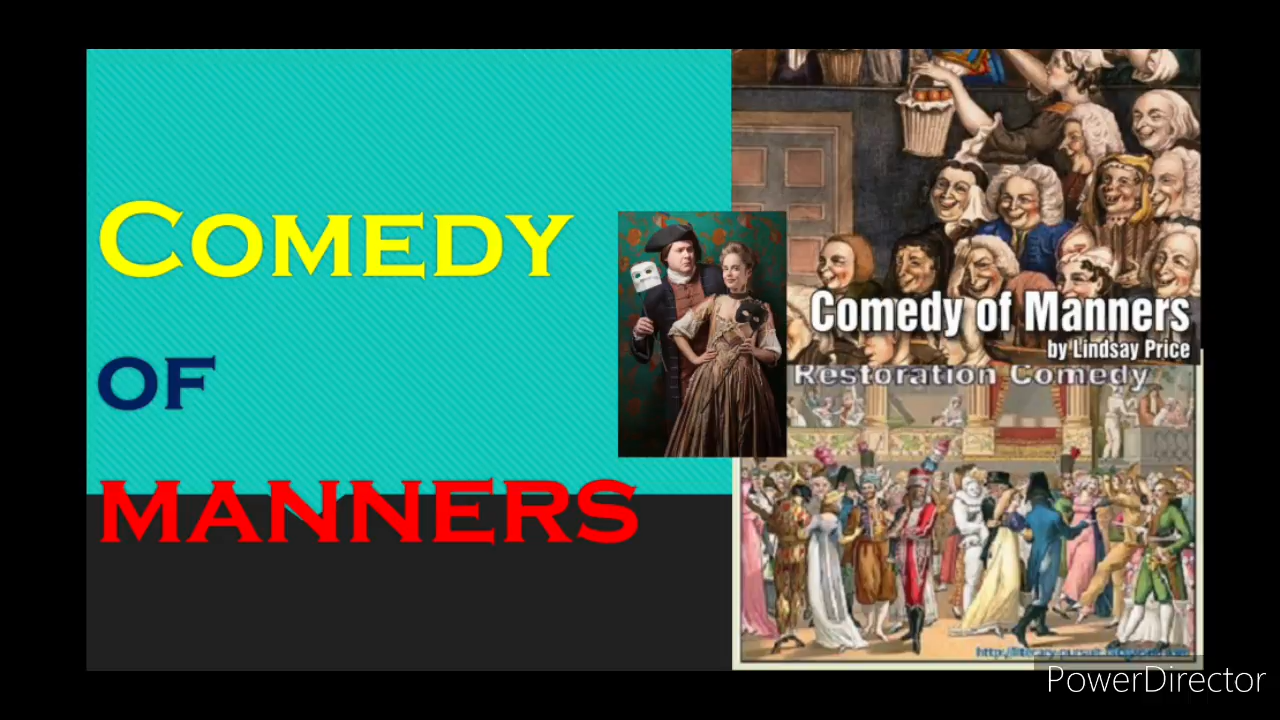 COMEDY
OF
MANNERS
Comedy of Manners
by Lindsay Price
Restoration Comedy
PowerDirector